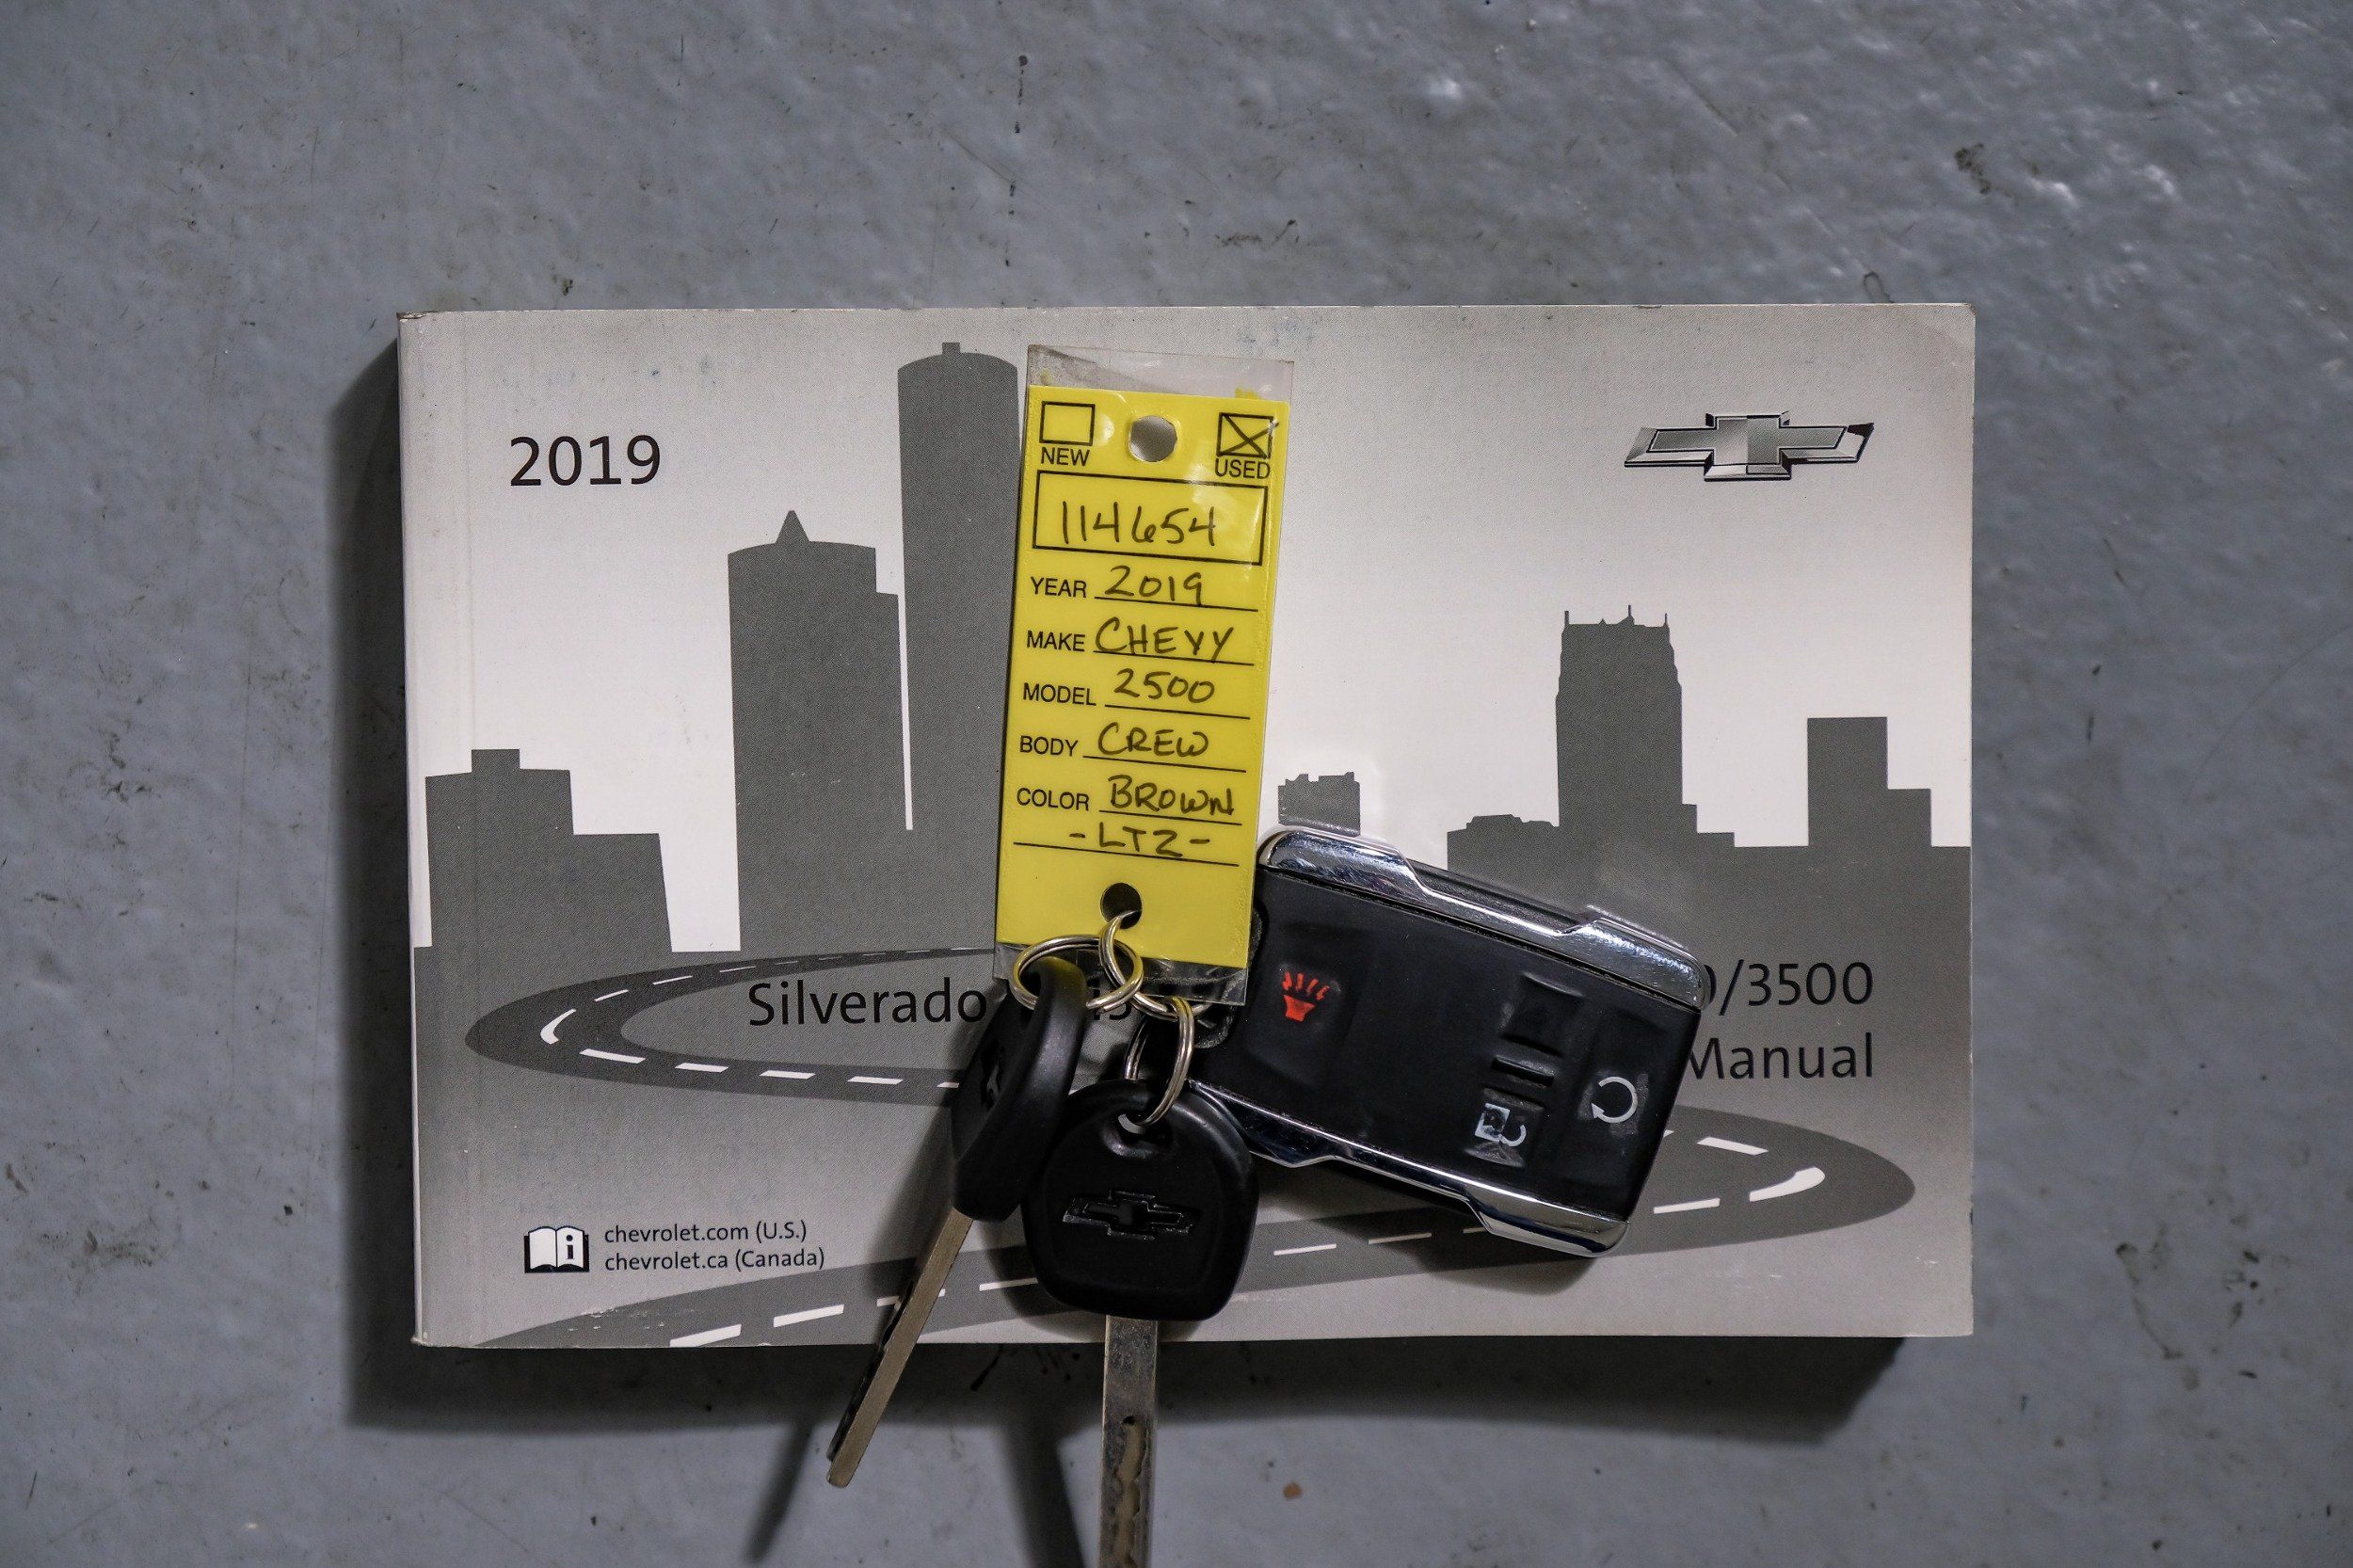 2019
NEW USED
114654
YEAR 2019
MAKE CHEVY
MODEL 2500
BODY CREW
COLOR BROWN
-LTZ-
Silverado /3500
Manual
chevrolet.com (U.S.)
chevrolet.ca (Canada)